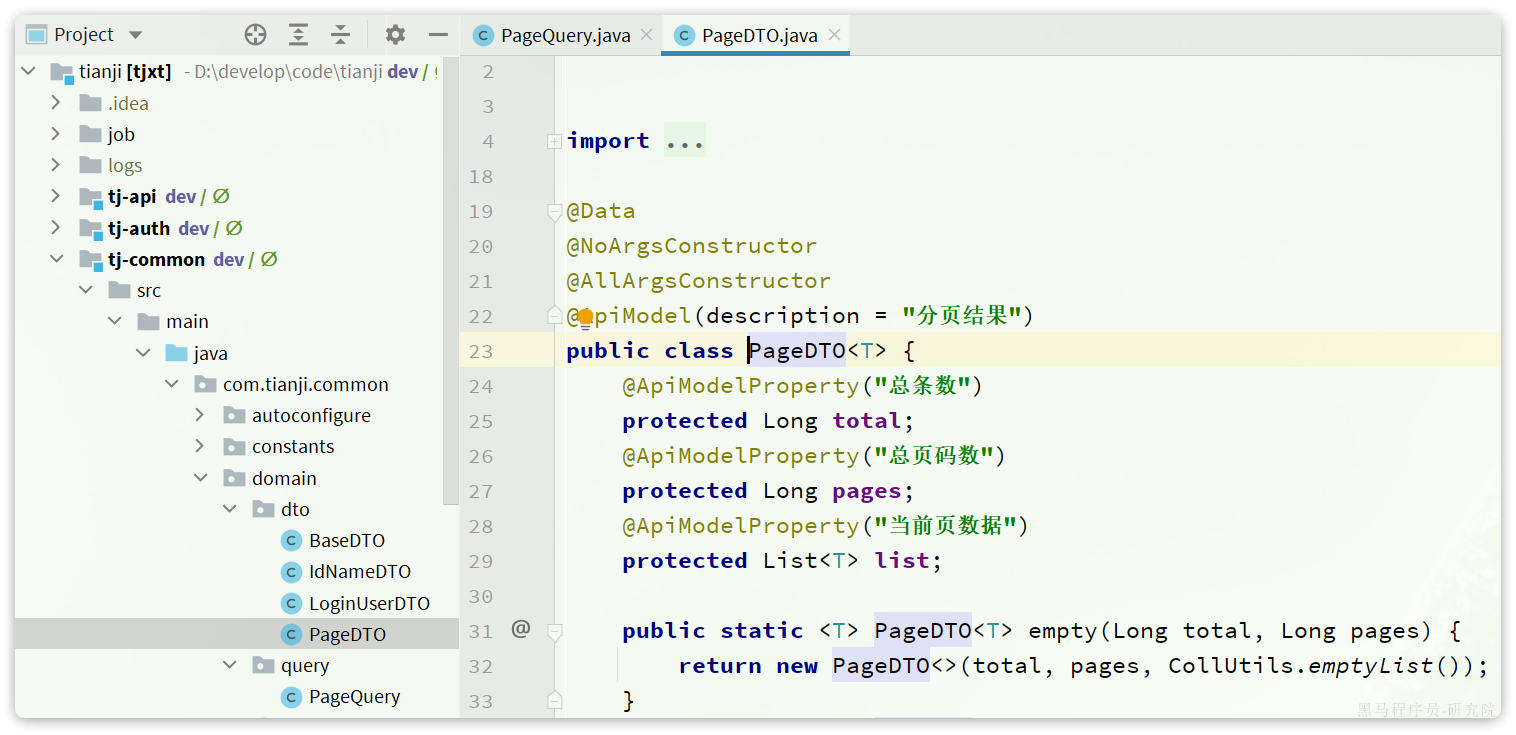 Project
tianji [tjxt] - D:\develop\code\tianji dev / 
.idea
job
logs
tj-api dev / Ø
tj-auth dev / Ø
tj-common dev / Ø
src
main
java
com.tianji.common
autoconfigure
constants
domain
dto
BaseDTO
IdNameDTO
LoginUserDTO
PageDTO
query
PageQuery
PageQuery.java
PageDTO.java
2
3
4 import ...
18
19 @Data
20 @NoArgsConstructor
21 @AllArgsConstructor
22 @ApiModel(description = "分页结果")
23 public class PageDTO<T> {
24 @ApiModelProperty("总条数")
25 protected Long total;
26 @ApiModelProperty("总页码数")
27 protected Long pages;
28 @ApiModelProperty("当前页数据")
29 protected List<T> list;
30
31 @ public static <T> PageDTO<T> empty(Long total, Long pages) {
32 return new PageDTO<>(total, pages, CollUtils.emptyList());
33 }
黑马程序员-研究院